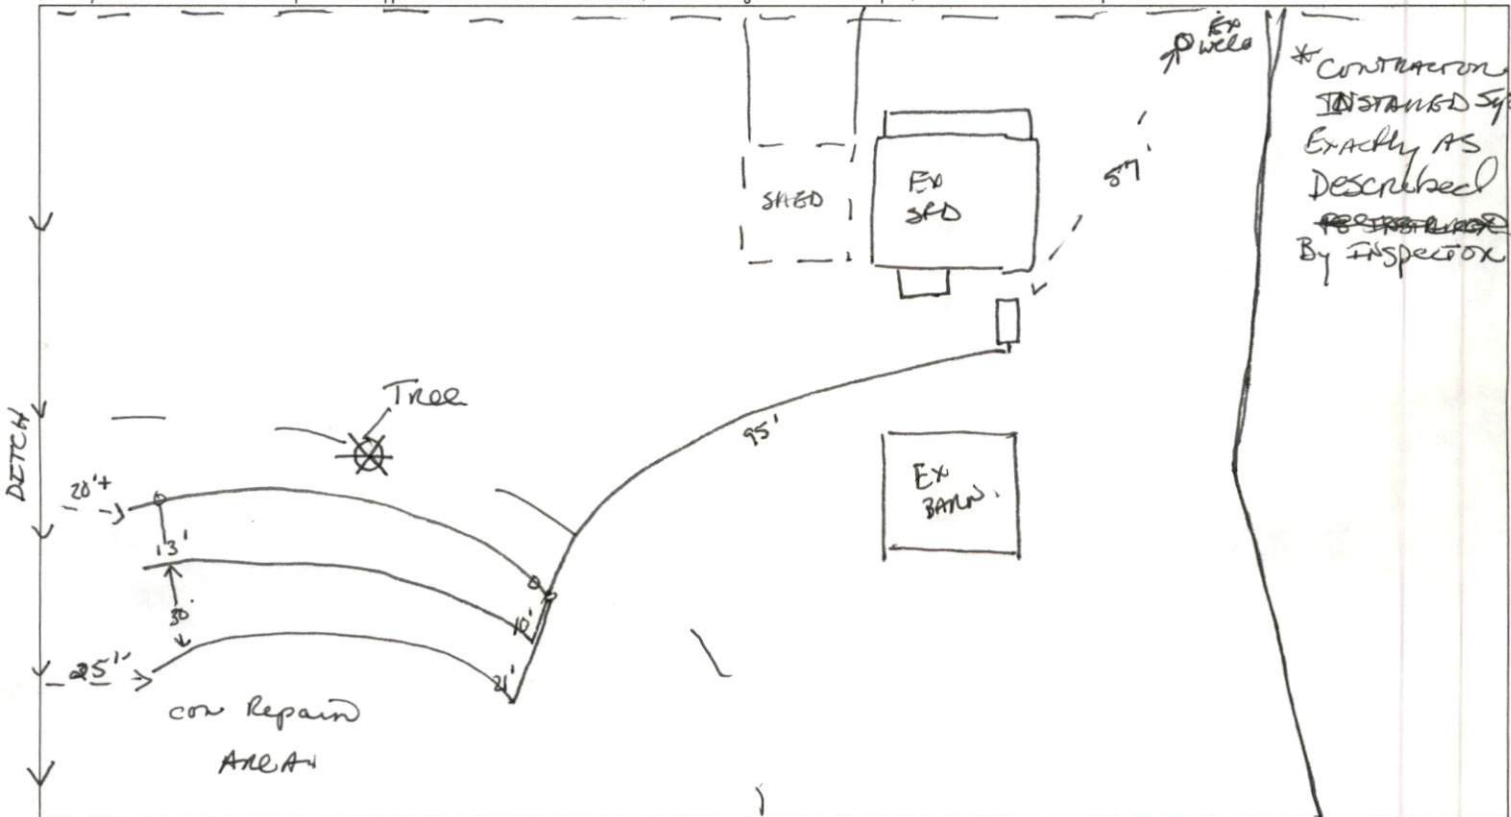 Ex
Well
57'
* CONTRACTOR
INSTALLED Sys
Exactly AS
Described
By INSPECTOR
SHED
EX
SFD
Tree
95'
EX
BARN.
DITCH
20'+
13'
30'
10'
25'
21'
con Repair
AREA